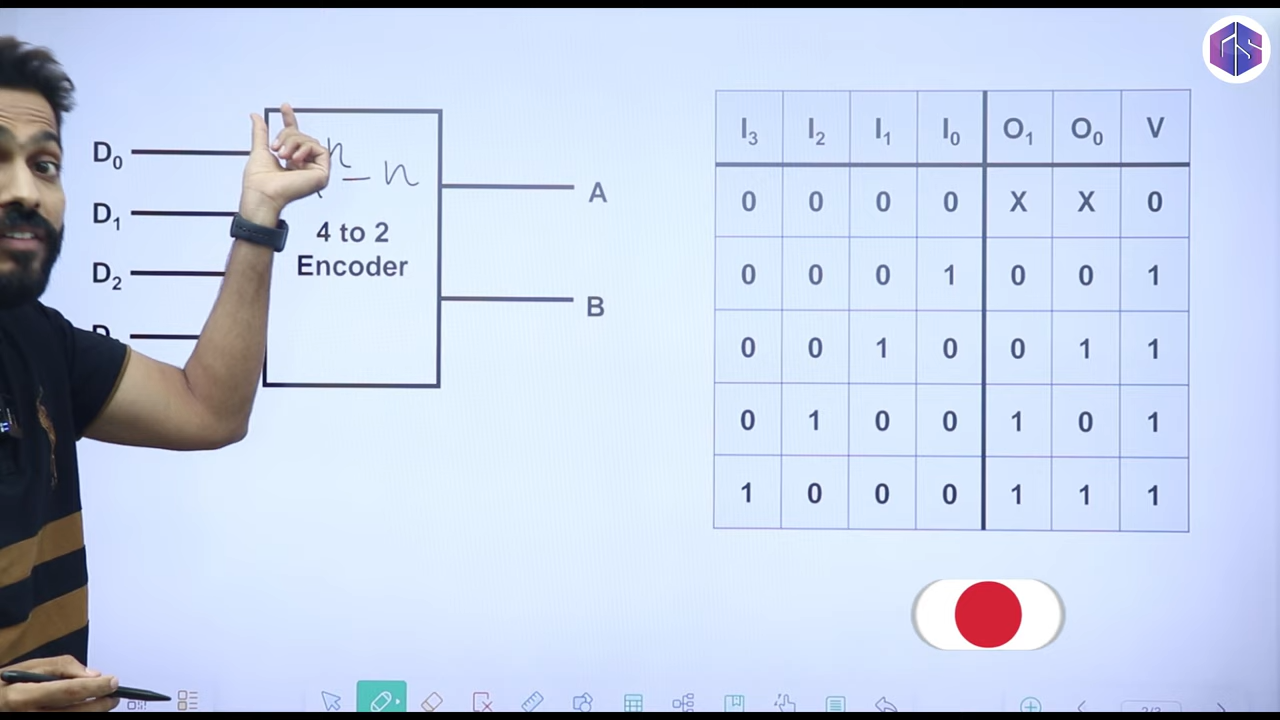 D0
D1
D2
n - n
4 to 2
Encoder
A
B
I3 I2 I1 I0 O1 O0 V
0 0 0 0 X X 0
0 0 0 1 0 0 1
0 0 1 0 0 1 1
0 1 0 0 1 0 1
1 0 0 0 1 1 1